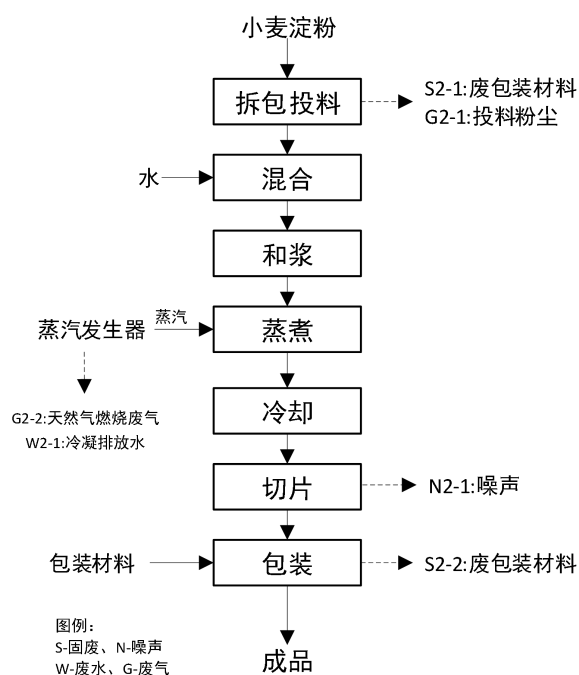 小麦淀粉
拆包投料
S2-1:废包装材料
G2-1:投料粉尘
水
混合
和浆
蒸汽发生器
蒸汽
蒸煮
G2-2:天然气燃烧废气
W2-1:冷凝排放水
冷却
切片
N2-1:噪声
包装材料
包装
S2-2:废包装材料
图例：
S-固废、N-噪声
W-废水、G-废气
成品